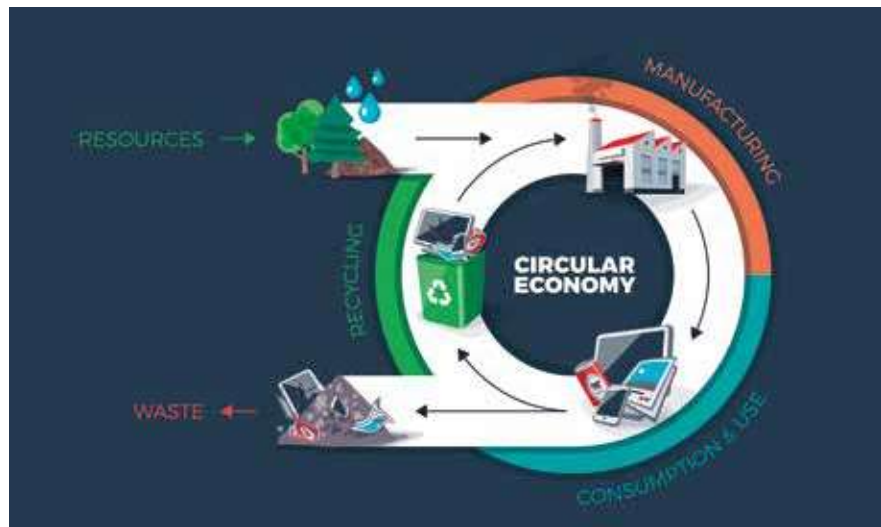 RESOURCES
MANUFACTURING
RECYCLING
CIRCULAR
ECONOMY
WASTE
CONSUMPTION & USE